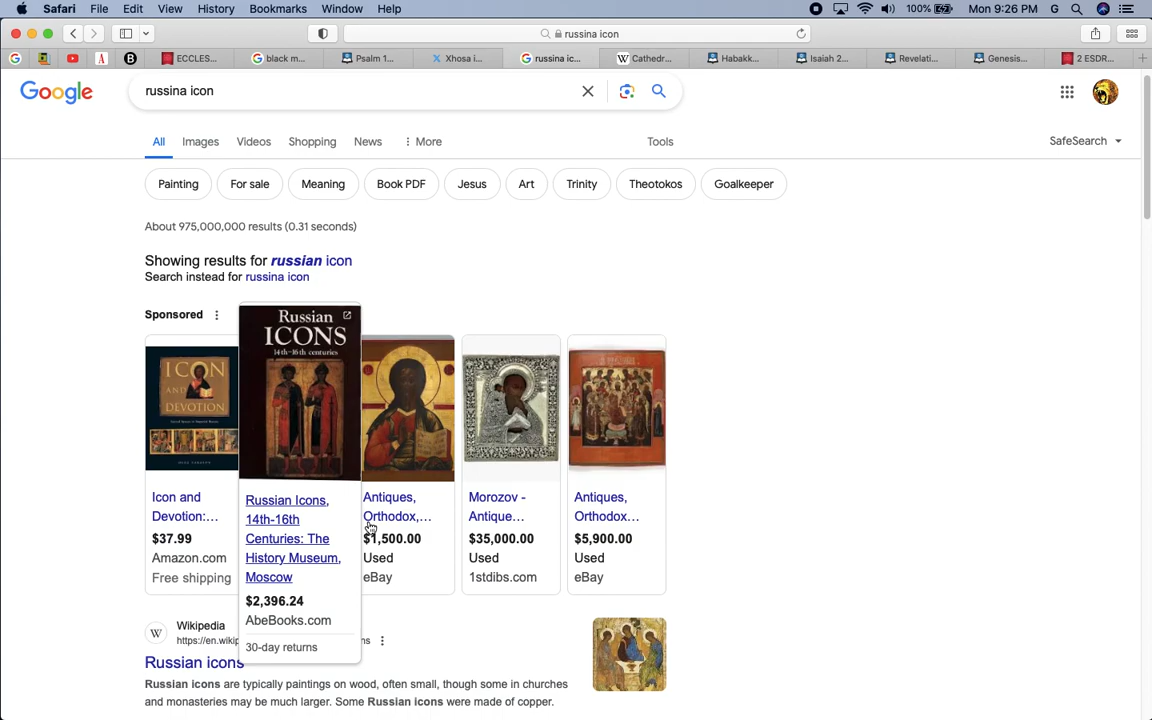 Safari File Edit View History Bookmarks Window Help 100% Mon 9:26 PM G
russina icon
A B ECCLES... black m... Psalm 1... Xhosa i... russina ic... Cathedr... Habakk... Isaiah 2... Revelati... Genesis... 2 ESDR...
Google russina icon
All Images Videos Shopping News More Tools SafeSearch
Painting For sale Meaning Book PDF Jesus Art Trinity Theotokos Goalkeeper
About 975,000,000 results (0.31 seconds)
Showing results for russian icon
Search instead for russina icon
Sponsored
Russian
ICONS
14th-16th centuries
ICON
AND
DEVOTION
Icon and
Devotion:...
$37.99
Amazon.com
Free shipping
Russian Icons,
14th-16th
Centuries: The
History Museum,
Moscow
$2,396.24
AbeBooks.com
30-day returns
Antiques,
Orthodox,...
$1,500.00
Used
eBay
Morozov -
Antique...
$35,000.00
Used
1stdibs.com
Antiques,
Orthodox...
$5,900.00
Used
eBay
W Wikipedia
https://en.wikip ns
Russian icons
Russian icons are typically paintings on wood, often small, though some in churches
and monasteries may be much larger. Some Russian icons were made of copper.